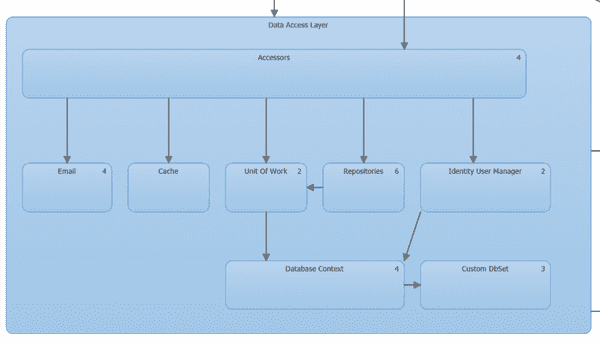 Data Access Layer
Accessors 4
Email 4
Cache
Unit Of Work 2
Repositories 6
Identity User Manager 2
Database Context 4
Custom DbSet 3